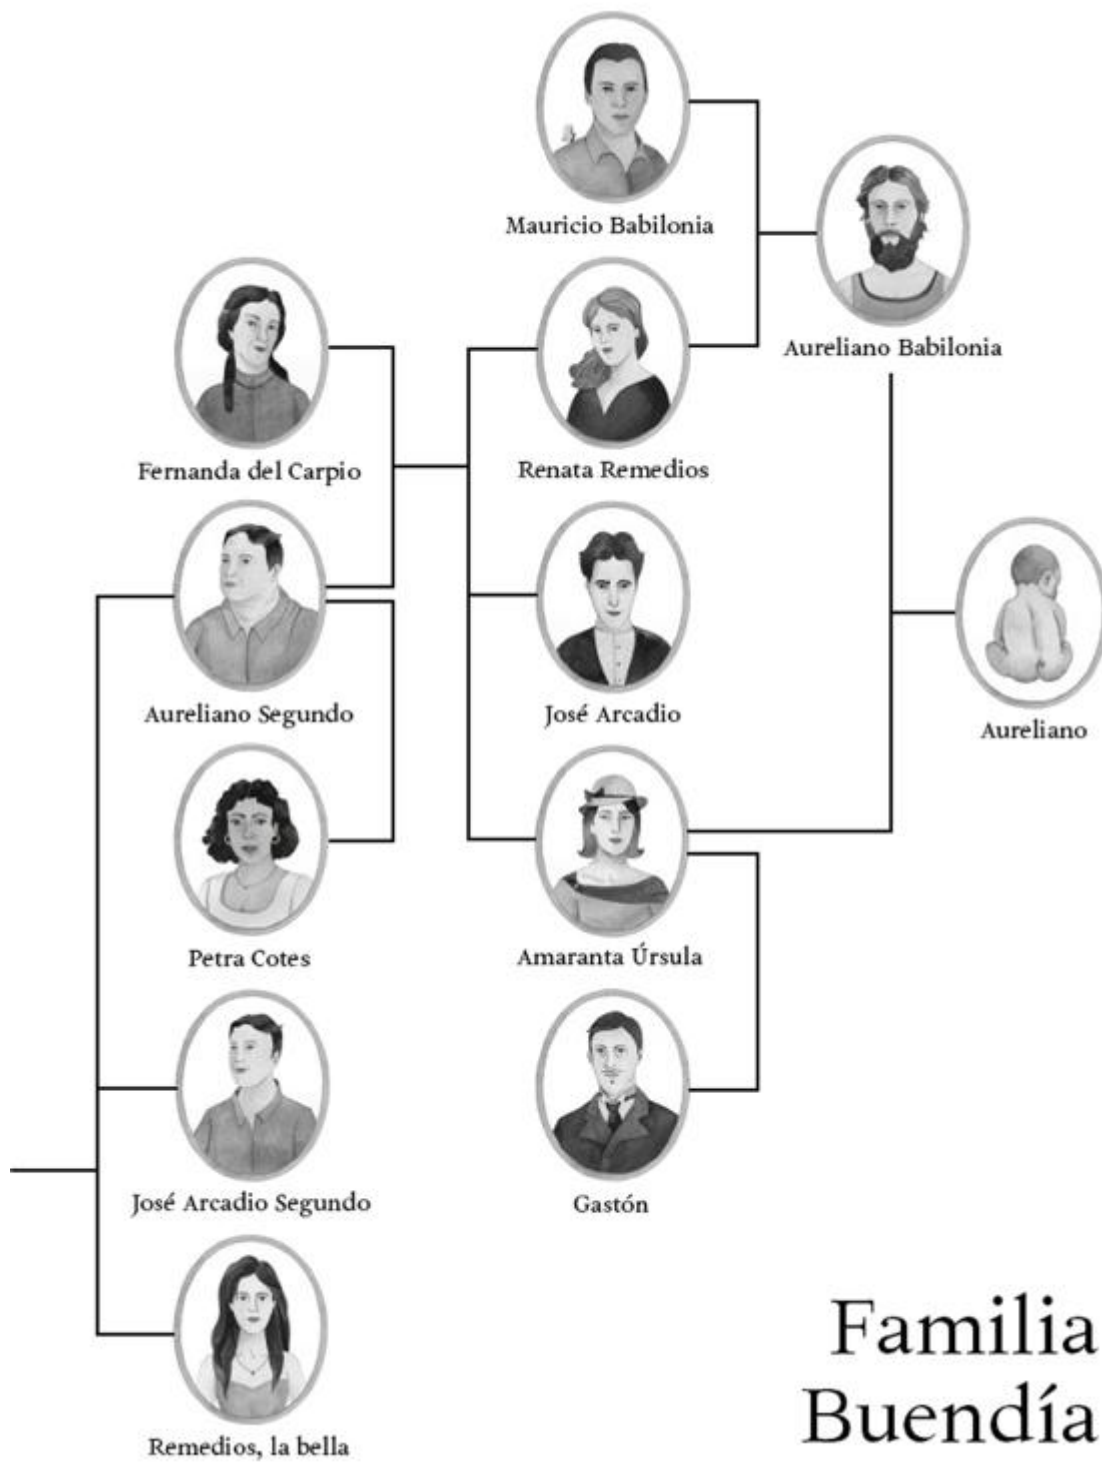 Mauricio Babilonia
Aureliano Babilonia
Fernanda del Carpio
Renata Remedios
Aureliano Segundo
José Arcadio
Aureliano
Petra Cotes
Amaranta Úrsula
José Arcadio Segundo
Gastón
Remedios, la bella
Familia
Buendía